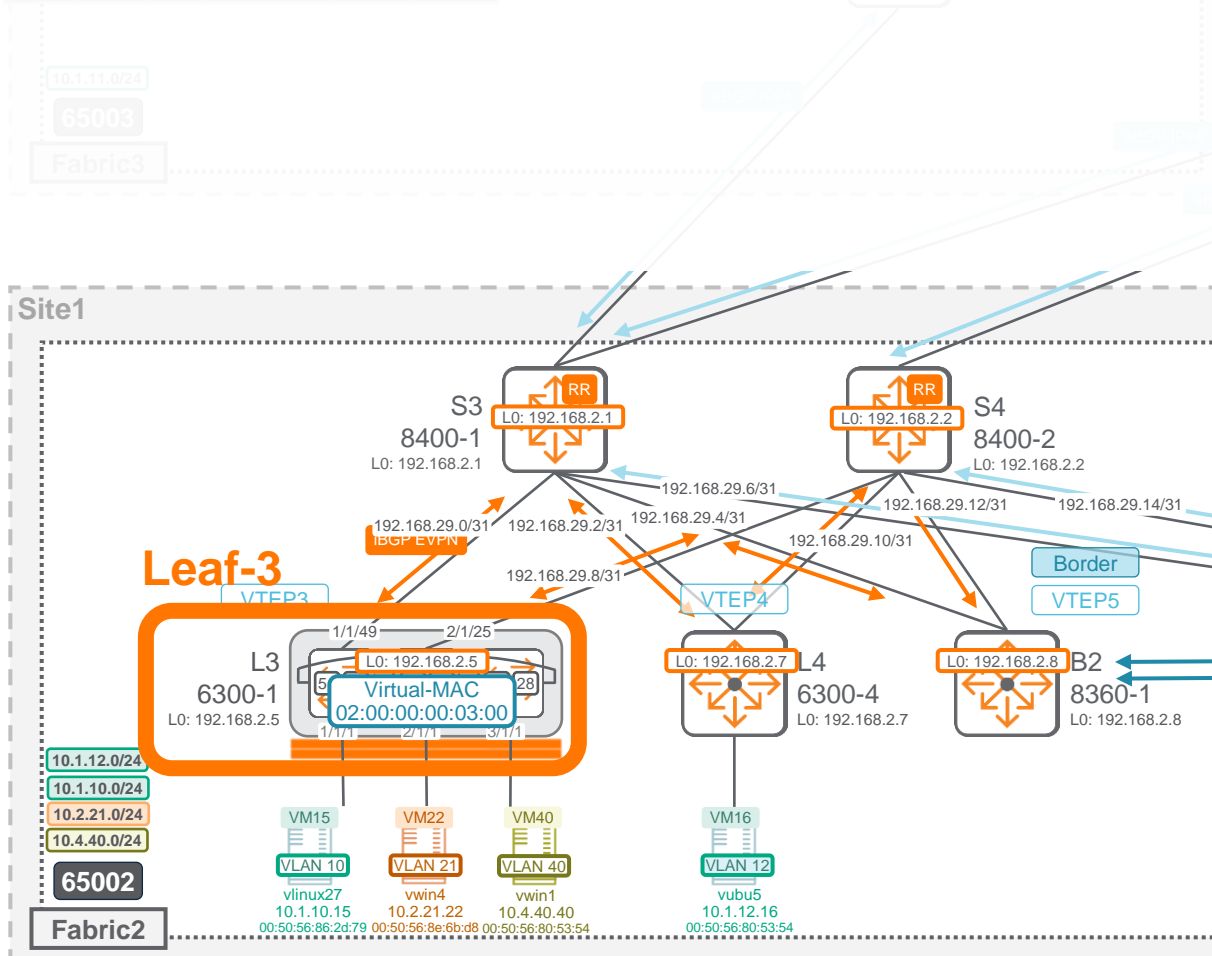 10.1.11.0/24
65003
Fabric3
Site1
S3
8400-1
L0: 192.168.2.1
RR
L0: 192.168.2.1
RR
L0: 192.168.2.2
S4
8400-2
L0: 192.168.2.2
192.168.29.6/31
192.168.29.12/31
192.168.29.14/31
192.168.29.0/31
192.168.29.2/31
192.168.29.4/31
192.168.29.10/31
iBGP EVPN
192.168.29.8/31
Leaf-3
VTEP3
VTEP4
Border
VTEP5
1/1/49
2/1/25
L3
6300-1
L0: 192.168.2.5
L0: 192.168.2.5
5
28
Virtual-MAC
02:00:00:00:03:00
1/1/1
2/1/1
3/1/1
L0: 192.168.2.7
L4
6300-4
L0: 192.168.2.7
L0: 192.168.2.8
B2
8360-1
L0: 192.168.2.8
10.1.12.0/24
10.1.10.0/24
10.2.21.0/24
10.4.40.0/24
65002
Fabric2
VM15
VLAN 10
vlinux27
10.1.10.15
00:50:56:86:2d:79
VM22
VLAN 21
vwin4
10.2.21.22
00:50:56:8e:6b:d8
VM40
VLAN 40
vwin1
10.4.40.40
00:50:56:80:53:54
VM16
VLAN 12
vubu5
10.1.12.16
00:50:56:80:53:54